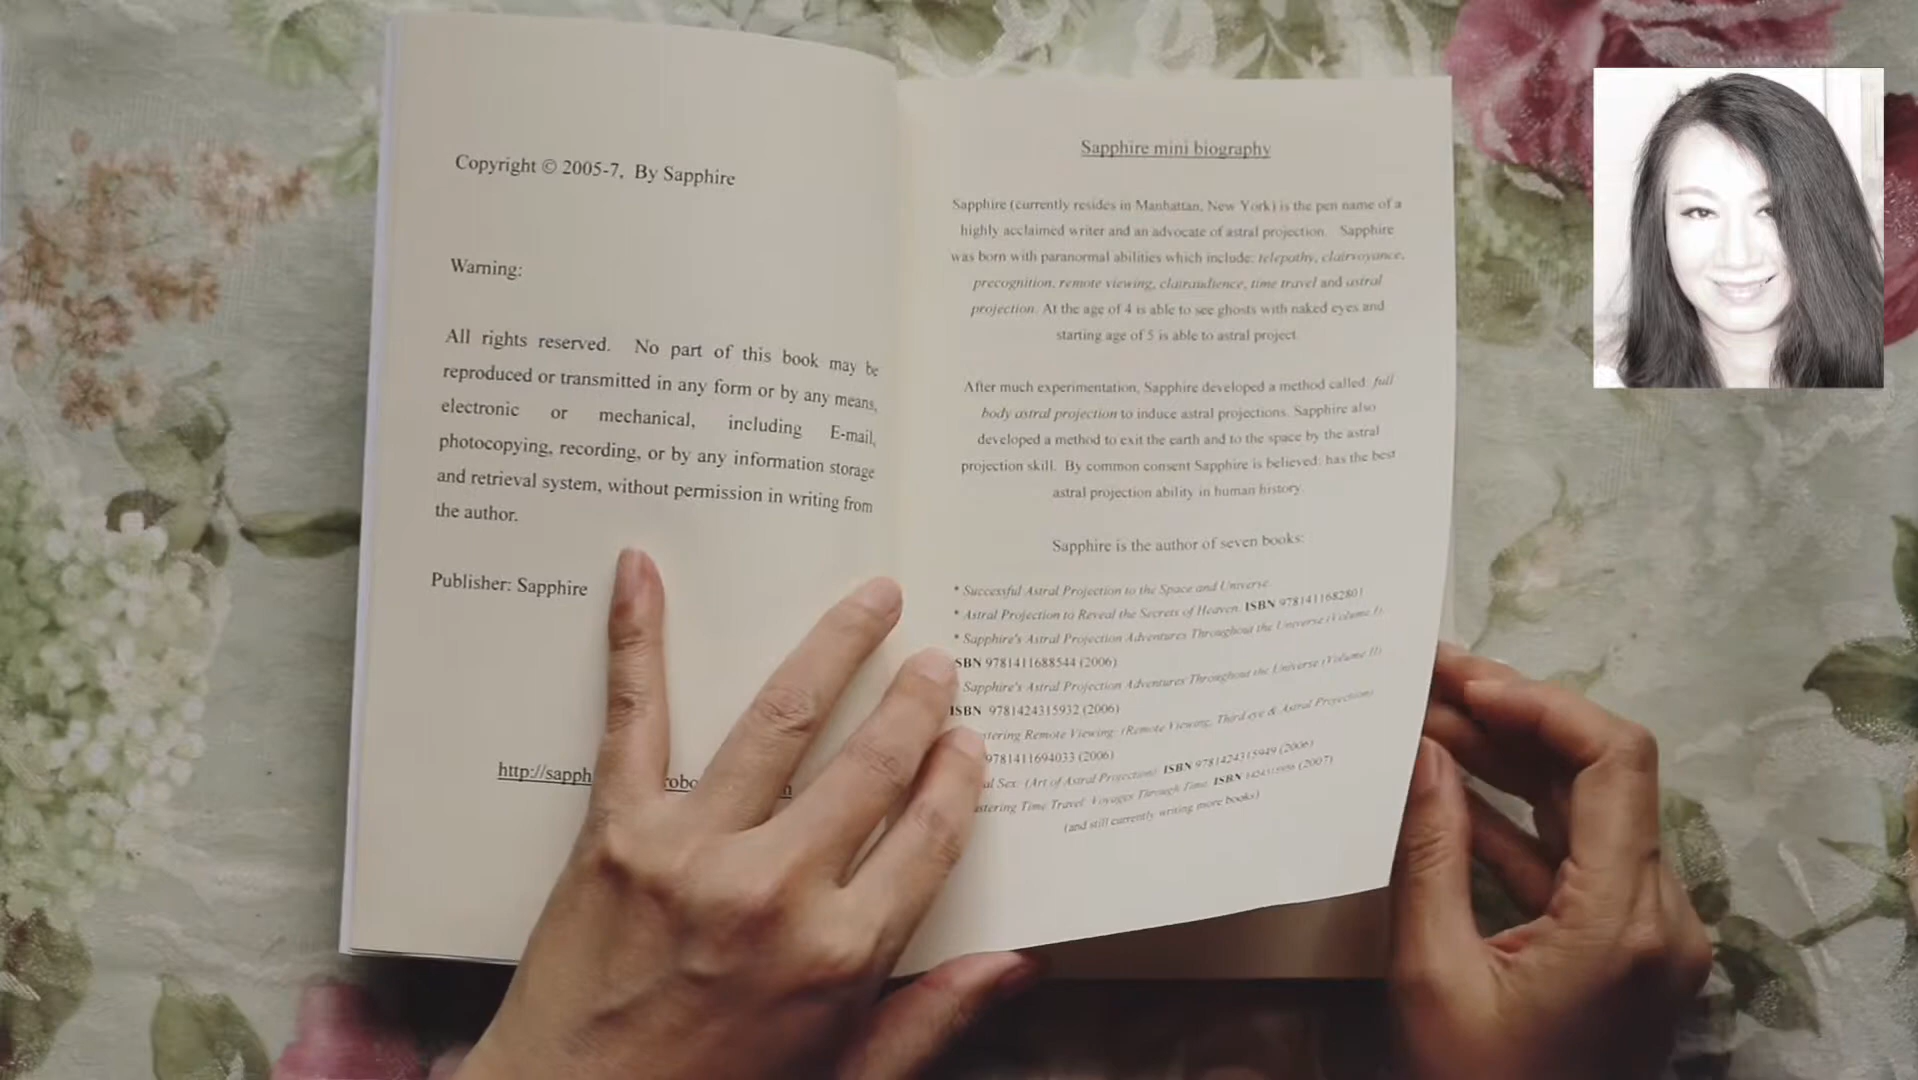 Copyright © 2005-7, By Sapphire
Warning:
All rights reserved. No part of this book may be
reproduced or transmitted in any form or by any means,
electronic or mechanical, including E-mail,
photocopying, recording, or by any information storage
and retrieval system, without permission in writing from
the author.
Publisher: Sapphire
http://sapph
Sapphire mini biography
Sapphire (currently resides in Manhattan, New York) is the pen name of a
highly acclaimed writer and an advocate of astral projection. Sapphire
was born with paranormal abilities which include: telepathy, clairvoyance,
precognition, remote viewing, clairaudience, time travel and astral
projection. At the age of 4 is able to see ghosts with naked eyes and
starting age of 5 is able to astral project.
After much experimentation, Sapphire developed a method called: full
body astral projection to induce astral projections. Sapphire also
developed a method to exit the earth and to the space by the astral
projection skill. By common consent Sapphire is believed: has the best
astral projection ability in human history.
Sapphire is the author of seven books:
* Successful Astral Projection to the Space and Universe.
* Astral Projection to Reveal the Secrets of Heaven. ISBN 9781411682801
* Sapphire's Astral Projection Adventures Throughout the Universe (Volume I).
SBN 9781411688544 (2006)
Sapphire's Astral Projection Adventures Throughout the Universe (Volume II)
ISBN 9781424315932 (2006)
stering Remote Viewing: (Remote Viewing, Third eye & Astral Projection)
9781411694033 (2006)
al Sex: (Art of Astral Projection). ISBN 9781424315949 (2006)
stering Time Travel: Voyages Through Time. ISBN (2007)
(and still currently writing more books)